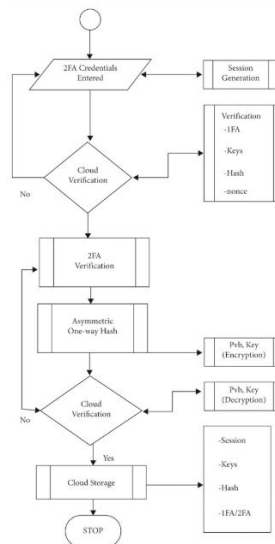 2FA Credentials
Entered
Session
Generation
Verification
-1FA
-Keys
-Hash
-nonce
Cloud
Verification
No
2FA
Verification
Asymmetric
One-way Hash
Pvb, Key
(Encryption)
Pvb, Key
(Decryption)
Cloud
Verification
No
Yes
-Session
-Keys
-Hash
-1FA/2FA
Cloud Storage
STOP